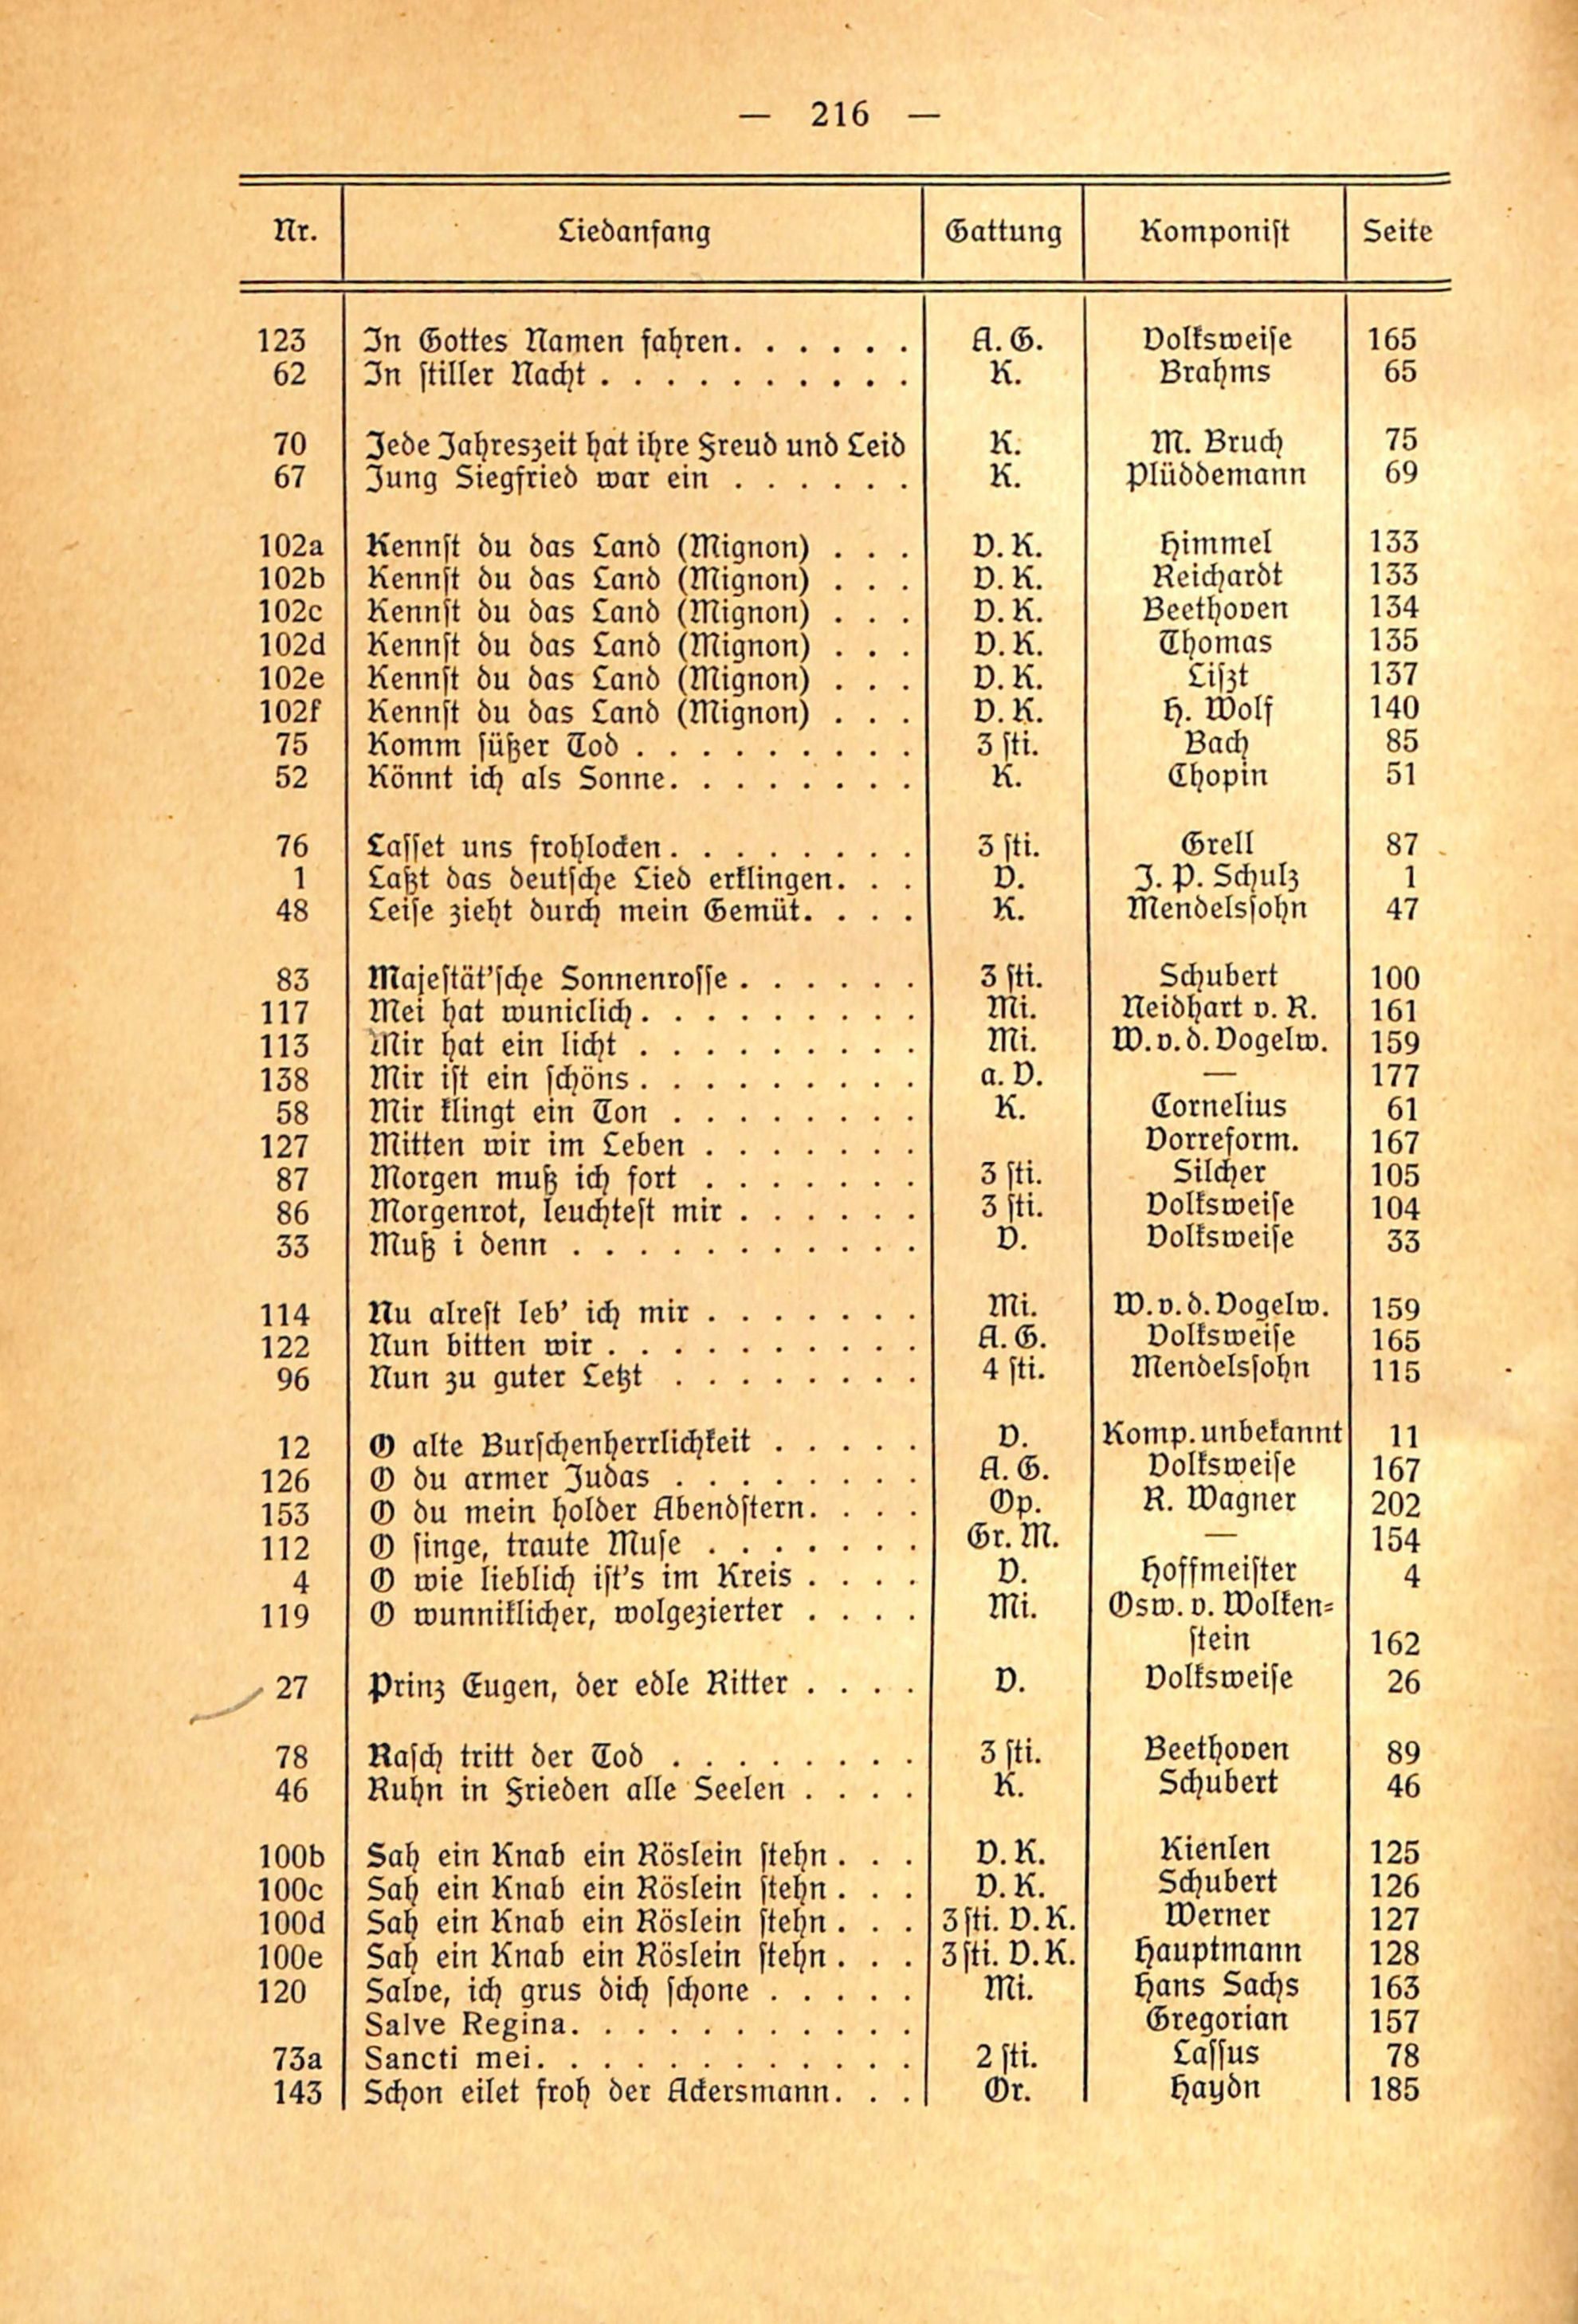 — 216 —
Nr. Liedanfang Gattung Komponist Seite
123 In Gottes Namen fahren. . . . . . A. G. Volksweise 165
62 In stiller Nacht . . . . . . . . . . K. Brahms 65
70 Jede Jahreszeit hat ihre Freud und Leid K. M. Bruch 75
67 Jung Siegfried war ein . . . . . . K. Plüddemann 69
102a Kennst du das Land (Mignon) . . . V. K. Himmel 133
102b Kennst du das Land (Mignon) . . . V. K. Reichardt 133
102c Kennst du das Land (Mignon) . . . V. K. Beethoven 134
102d Kennst du das Land (Mignon) . . . V. K. Thomas 135
102e Kennst du das Land (Mignon) . . . V. K. Liszt 137
102f Kennst du das Land (Mignon) . . . V. K. H. Wolf 140
75 Komm süßer Tod . . . . . . . . . 3 sti. Bach 85
52 Könnt ich als Sonne. . . . . . . . K. Chopin 51
76 Lasset uns frohlocken. . . . . . . . 3 sti. Grell 87
1 Laßt das deutsche Lied erklingen. . . V. J. P. Schulz 1
48 Leise zieht durch mein Gemüt. . . . K. Mendelssohn 47
83 Majestät'sche Sonnenrosse . . . . . . 3 sti. Schubert 100
117 Mei hat wuniclich. . . . . . . . . Mi. Neidhart v. R. 161
113 Mir hat ein licht . . . . . . . . . Mi. W. v. d. Vogelw. 159
138 Mir ist ein schöns. . . . . . . . . a. V. — 177
58 Mir klingt ein Ton . . . . . . . . K. Cornelius 61
127 Mitten wir im Leben . . . . . . . Vorreform. 167
87 Morgen muß ich fort . . . . . . . 3 sti. Silcher 105
86 Morgenrot, leuchtest mir . . . . . . 3 sti. Volksweise 104
33 Muß i denn . . . . . . . . . . . V. Volksweise 33
114 Nu alrest leb' ich mir . . . . . . . Mi. W. v. d. Vogelw. 159
122 Nun bitten wir . . . . . . . . . . A. G. Volksweise 165
96 Nun zu guter Letzt . . . . . . . . 4 sti. Mendelssohn 115
12 O alte Burschenherrlichkeit . . . . . V. Komp. unbekannt 11
126 O du armer Judas . . . . . . . . A. G. Volksweise 167
153 O du mein holder Abendstern. . . . Op. R. Wagner 202
112 O singe, traute Muse . . . . . . . Gr. M. — 154
4 O wie lieblich ist's im Kreis . . . . V. Hoffmeister 4
119 O wunniklicher, wolgezierter . . . . Mi. Osw. v. Wolken-
stein 162
27 Prinz Eugen, der edle Ritter . . . . V. Volksweise 26
78 Rasch tritt der Tod . . . . . . . . 3 sti. Beethoven 89
46 Ruhn in Frieden alle Seelen . . . . K. Schubert 46
100b Sah ein Knab ein Röslein stehn . . . V. K. Kienlen 125
100c Sah ein Knab ein Röslein stehn . . . V. K. Schubert 126
100d Sah ein Knab ein Röslein stehn . . . 3 sti. V. K. Werner 127
100e Sah ein Knab ein Röslein stehn . . . 3 sti. V. K. Hauptmann 128
120 Salve, ich grus dich schone . . . . . Mi. Hans Sachs 163
Salve Regina. . . . . . . . . . . Gregorian 157
73a Sancti mei. . . . . . . . . . . . 2 sti. Lassus 78
143 Schon eilet froh der Ackersmann. . . Or. Haydn 185